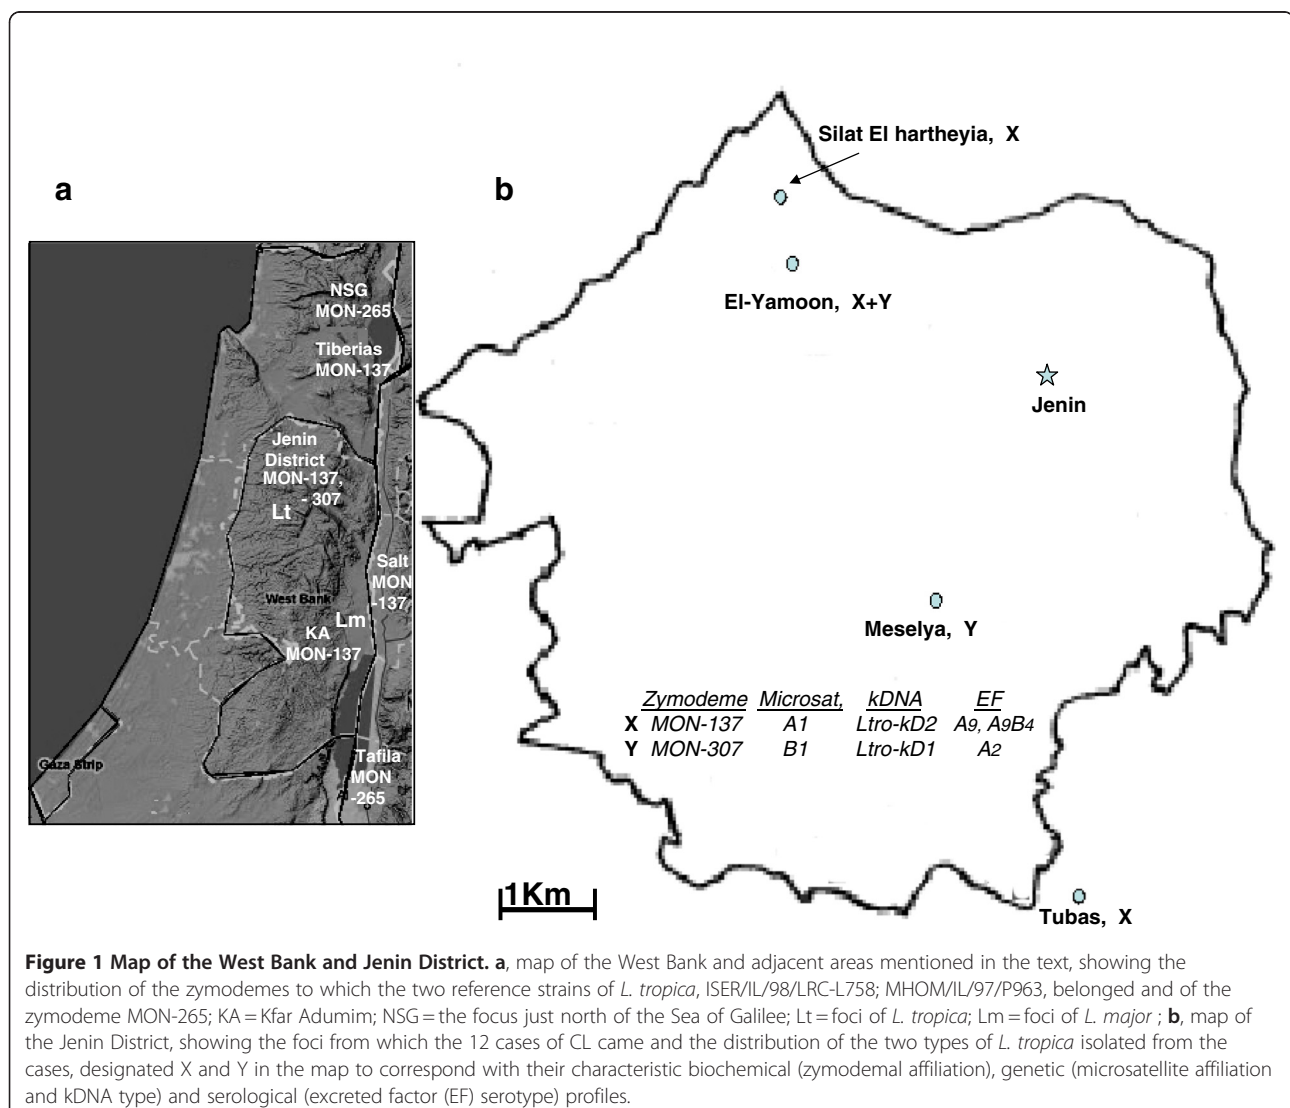 a
NSG
MON-265
Tiberias
MON-137
Jenin
District
MON-137,
- 307
Lt
Salt
MON
-137
West Bank
Lm
KA
MON-137
Tafila
MON
-265
Gaza Strip
b
Silat El hartheyia, X
El-Yamoon, X+Y
Jenin
Meselya, Y
Zymodeme Microsat, kDNA EF
X MON-137 A1 Ltro-kD2 A9, A9B4
Y MON-307 B1 Ltro-kD1 A2
1Km
Tubas, X
Figure 1 Map of the West Bank and Jenin District. a, map of the West Bank and adjacent areas mentioned in the text, showing the
distribution of the zymodemes to which the two reference strains of L. tropica, ISER/IL/98/LRC-L758; MHOM/IL/97/P963, belonged and of the
zymodeme MON-265; KA = Kfar Adumim; NSG = the focus just north of the Sea of Galilee; Lt = foci of L. tropica; Lm = foci of L. major ; b, map of
the Jenin District, showing the foci from which the 12 cases of CL came and the distribution of the two types of L. tropica isolated from the
cases, designated X and Y in the map to correspond with their characteristic biochemical (zymodemal affiliation), genetic (microsatellite affiliation
and kDNA type) and serological (excreted factor (EF) serotype) profiles.